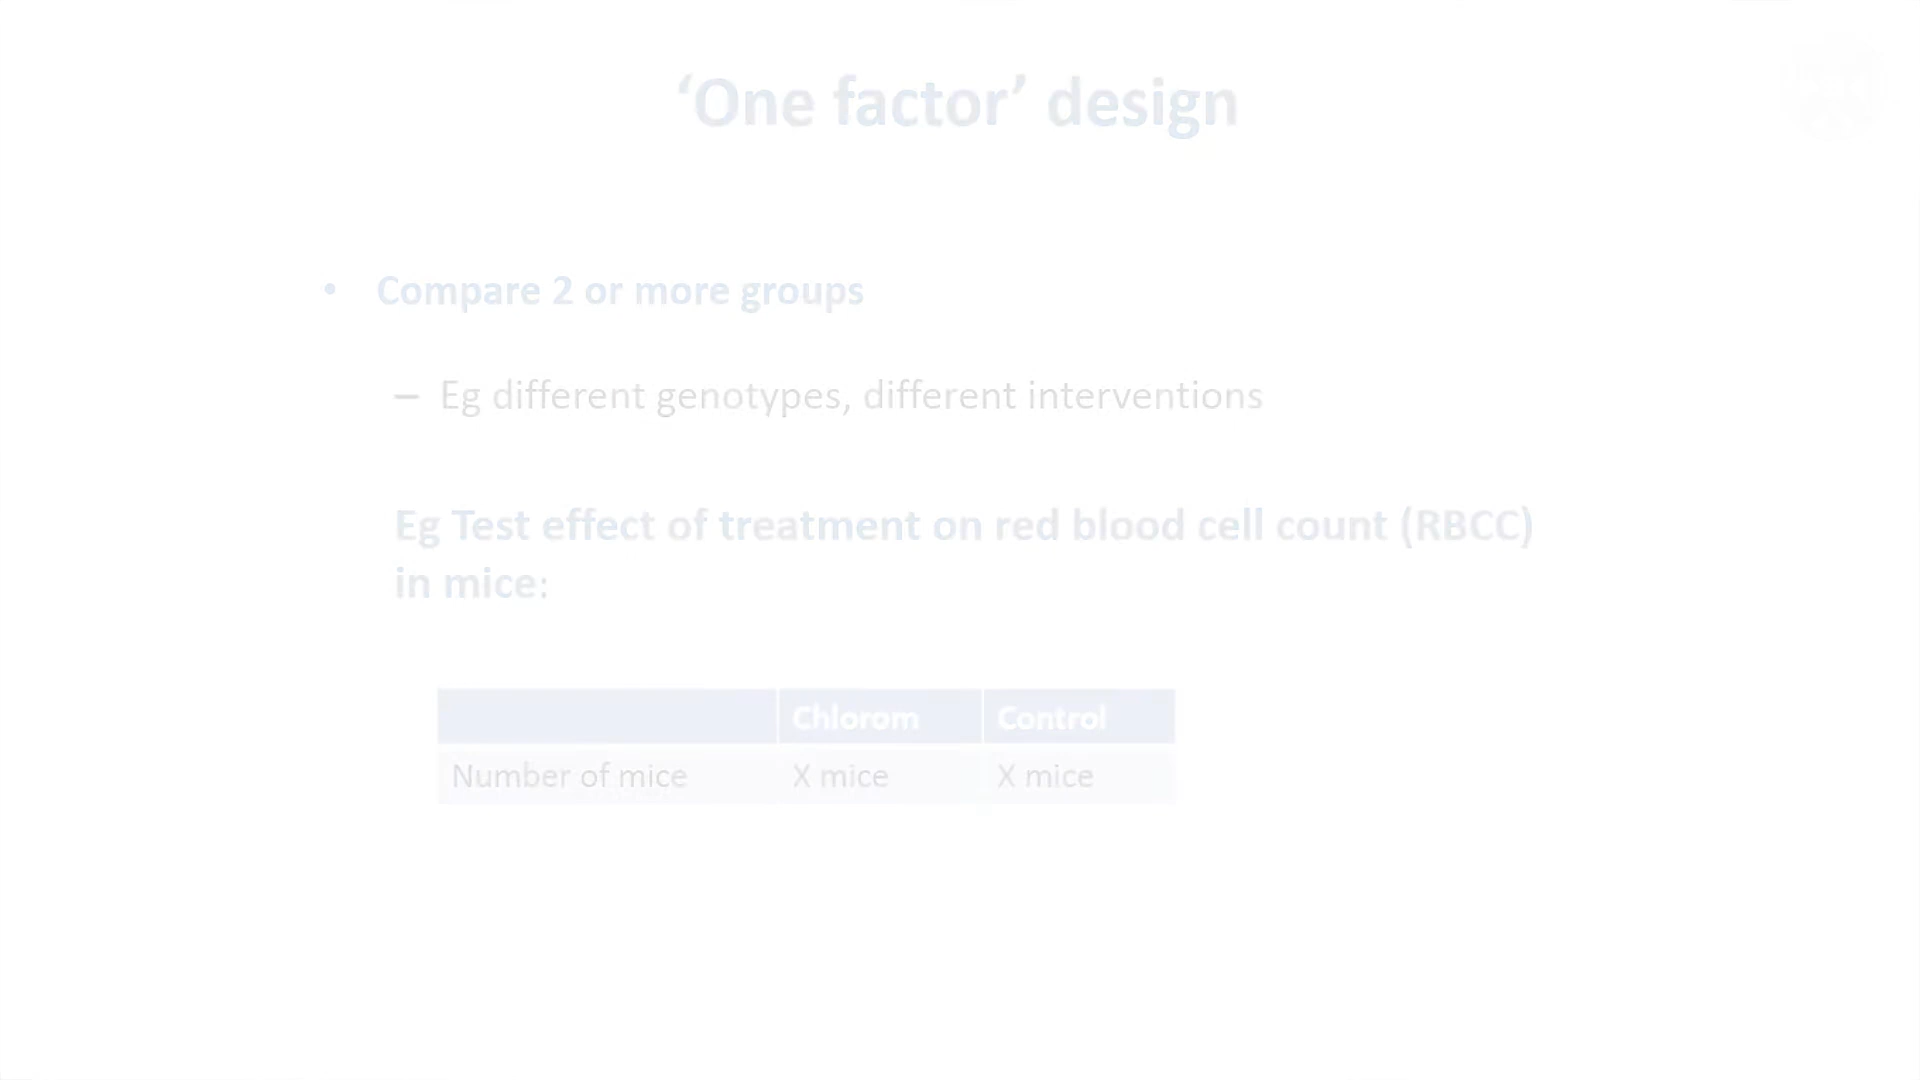 ‘One factor’ design
• Compare 2 or more groups
– Eg different genotypes, different interventions
Eg Test effect of treatment on red blood cell count (RBCC)
in mice:
Chlorom Control
Number of mice X mice X mice